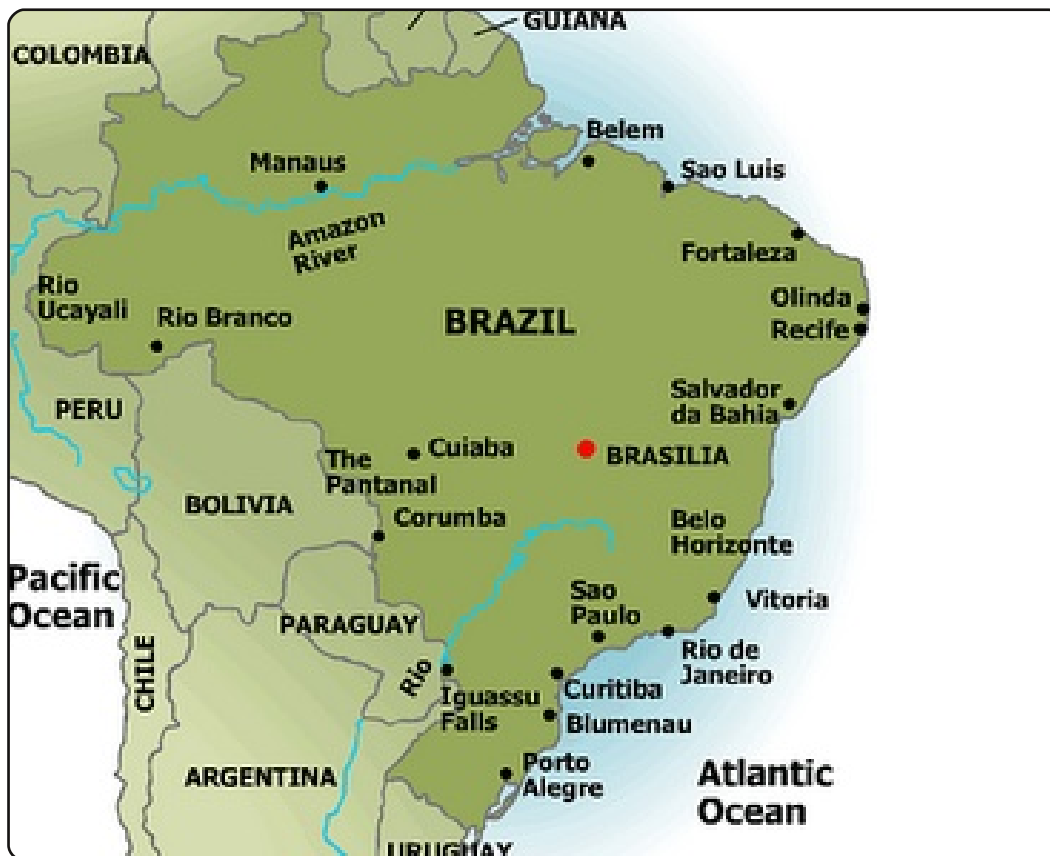 GUIANA
COLOMBIA
Belem
Manaus
Sao Luis
Amazon
River
Fortaleza
Rio
Ucayali
Rio Branco
BRAZIL
Olinda
Recife
PERU
Salvador
da Bahia
Cuiaba
BRASILIA
The
Pantanal
BOLIVIA
Corumba
Belo
Horizonte
Pacific
Ocean
Sao
Paulo
Vitoria
PARAGUAY
CHILE
Rio
Rio de
Janeiro
Iguassu
Falls
Curitiba
Blumenau
ARGENTINA
Porto
Alegre
Atlantic
Ocean
URUGUAY